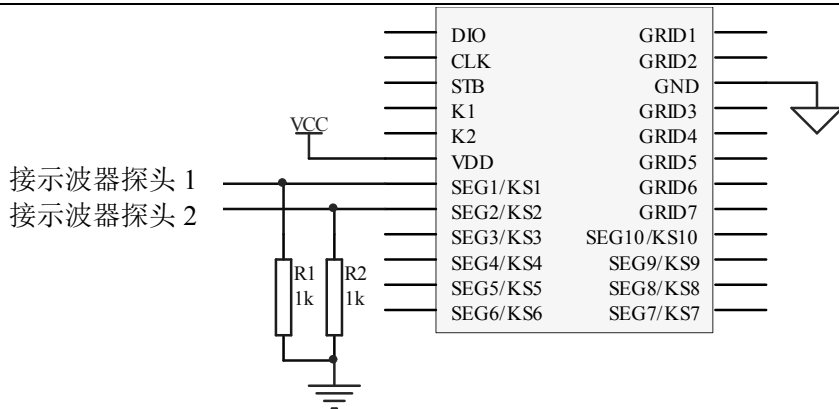 DIO GRID1
CLK GRID2
STB GND
K1 GRID3
K2 GRID4
VCC
VDD GRID5
接示波器探头 1 SEG1/KS1 GRID6
接示波器探头 2 SEG2/KS2 GRID7
SEG3/KS3 SEG10/KS10
SEG4/KS4 SEG9/KS9
R1 R2
1k 1k
SEG5/KS5 SEG8/KS8
SEG6/KS6 SEG7/KS7